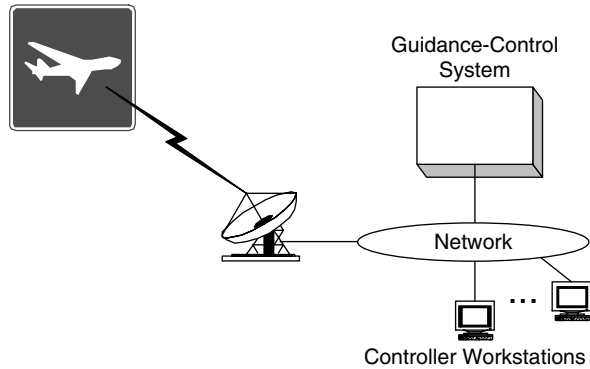 Guidance-Control
System
Network
...
Controller Workstations